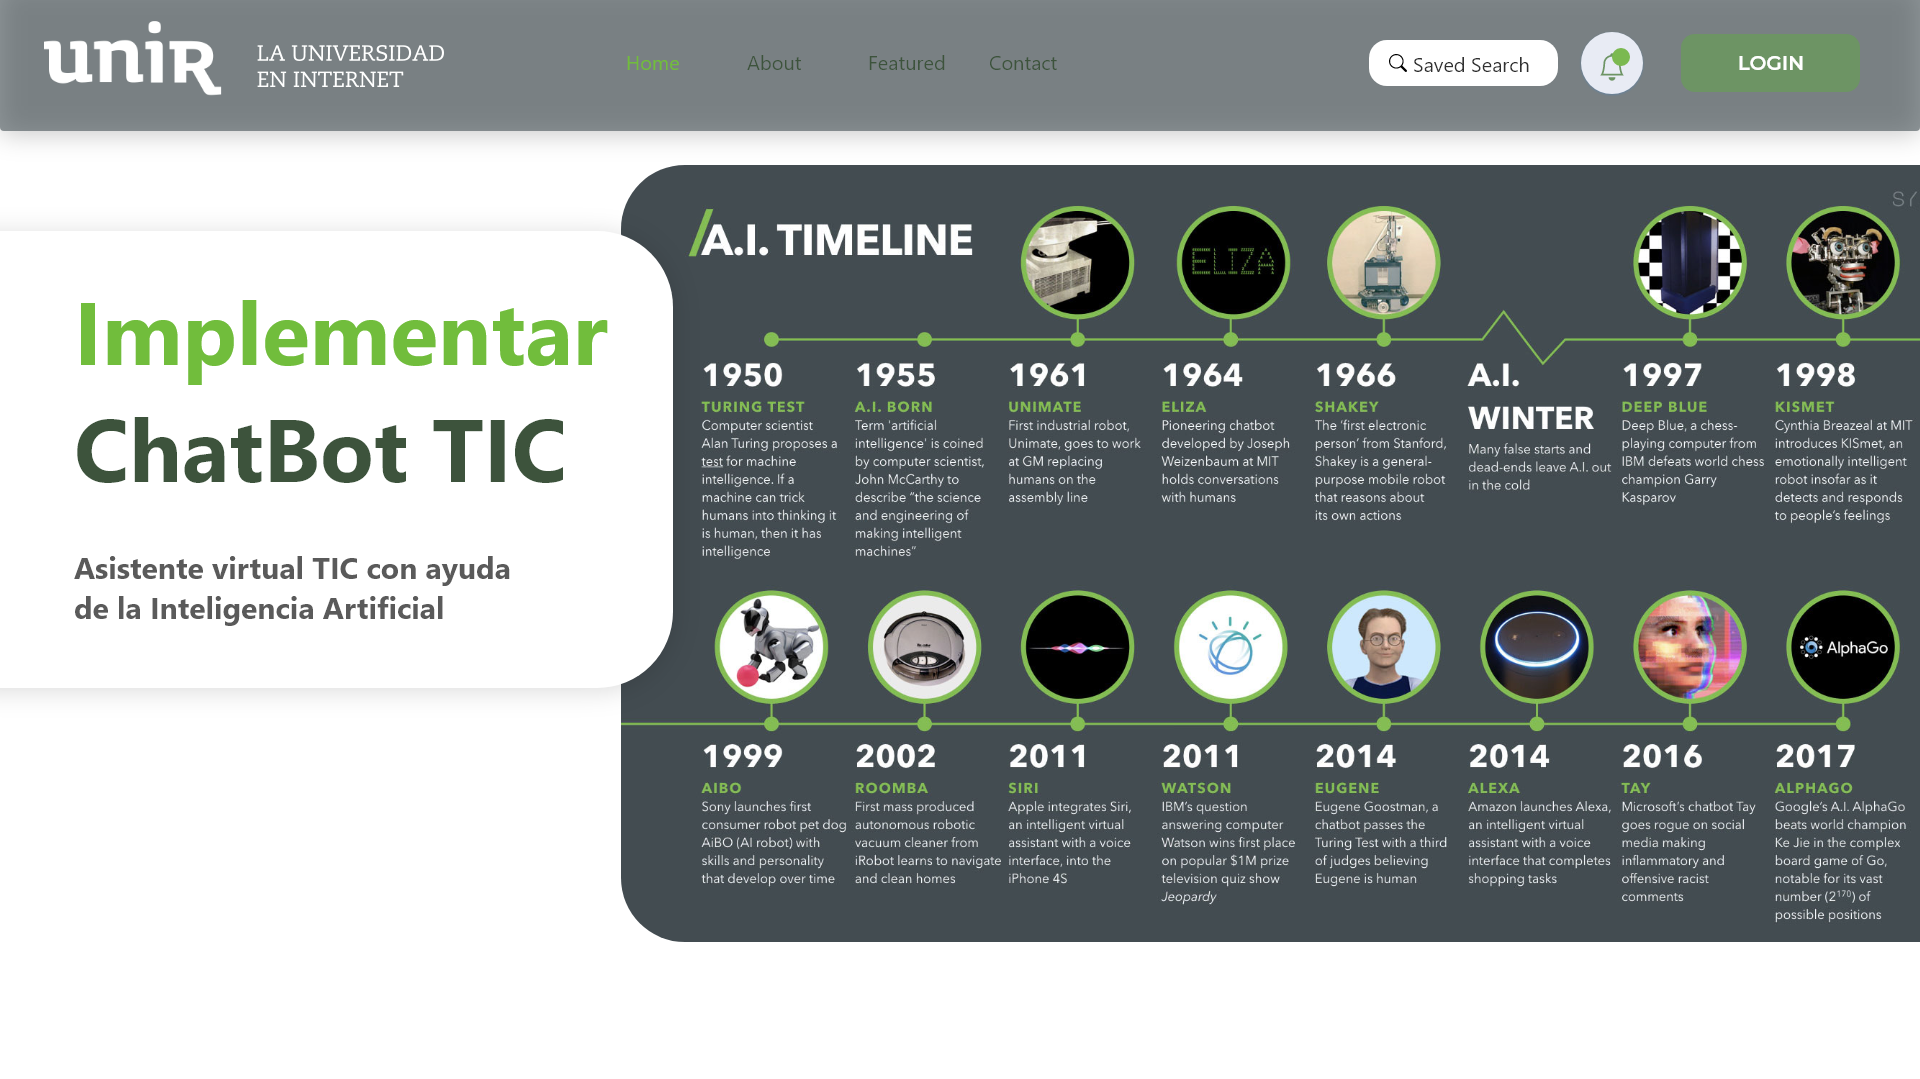 unir
LA UNIVERSIDAD
EN INTERNET
Home
About
Featured
Contact
Saved Search
LOGIN
Implementar
ChatBot TIC
Asistente virtual TIC con ayuda
de la Inteligencia Artificial
/A.I. TIMELINE
SY
ELIZA
1950
TURING TEST
Computer scientist
Alan Turing proposes a
test for machine
intelligence. If a
machine can trick
humans into thinking it
is human, then it has
intelligence
1955
A.I. BORN
Term 'artificial
intelligence' is coined
by computer scientist,
John McCarthy to
describe “the science
and engineering of
making intelligent
machines”
1961
UNIMATE
First industrial robot,
Unimate, goes to work
at GM replacing
humans on the
assembly line
1964
ELIZA
Pioneering chatbot
developed by Joseph
Weizenbaum at MIT
holds conversations
with humans
1966
SHAKEY
The ‘first electronic
person’ from Stanford,
Shakey is a general-
purpose mobile robot
that reasons about
its own actions
A.I.
WINTER
Many false starts and
dead-ends leave A.I. out
in the cold
1997
DEEP BLUE
Deep Blue, a chess-
playing computer from
IBM defeats world chess
champion Garry
Kasparov
1998
KISMET
Cynthia Breazeal at MIT
introduces KISmet, an
emotionally intelligent
robot insofar as it
detects and responds
to people’s feelings
AlphaGo
1999
AIBO
Sony launches first
consumer robot pet dog
AiBO (AI robot) with
skills and personality
that develop over time
2002
ROOMBA
First mass produced
autonomous robotic
vacuum cleaner from
iRobot learns to navigate
and clean homes
2011
SIRI
Apple integrates Siri,
an intelligent virtual
assistant with a voice
interface, into the
iPhone 4S
2011
WATSON
IBM’s question
answering computer
Watson wins first place
on popular $1M prize
television quiz show
Jeopardy
2014
EUGENE
Eugene Goostman, a
chatbot passes the
Turing Test with a third
of judges believing
Eugene is human
2014
ALEXA
Amazon launches Alexa,
an intelligent virtual
assistant with a voice
interface that completes
shopping tasks
2016
TAY
Microsoft’s chatbot Tay
goes rogue on social
media making
inflammatory and
offensive racist
comments
2017
ALPHAGO
Google’s A.I. AlphaGo
beats world champion
Ke Jie in the complex
board game of Go,
notable for its vast
number (2¹⁷⁰) of
possible positions